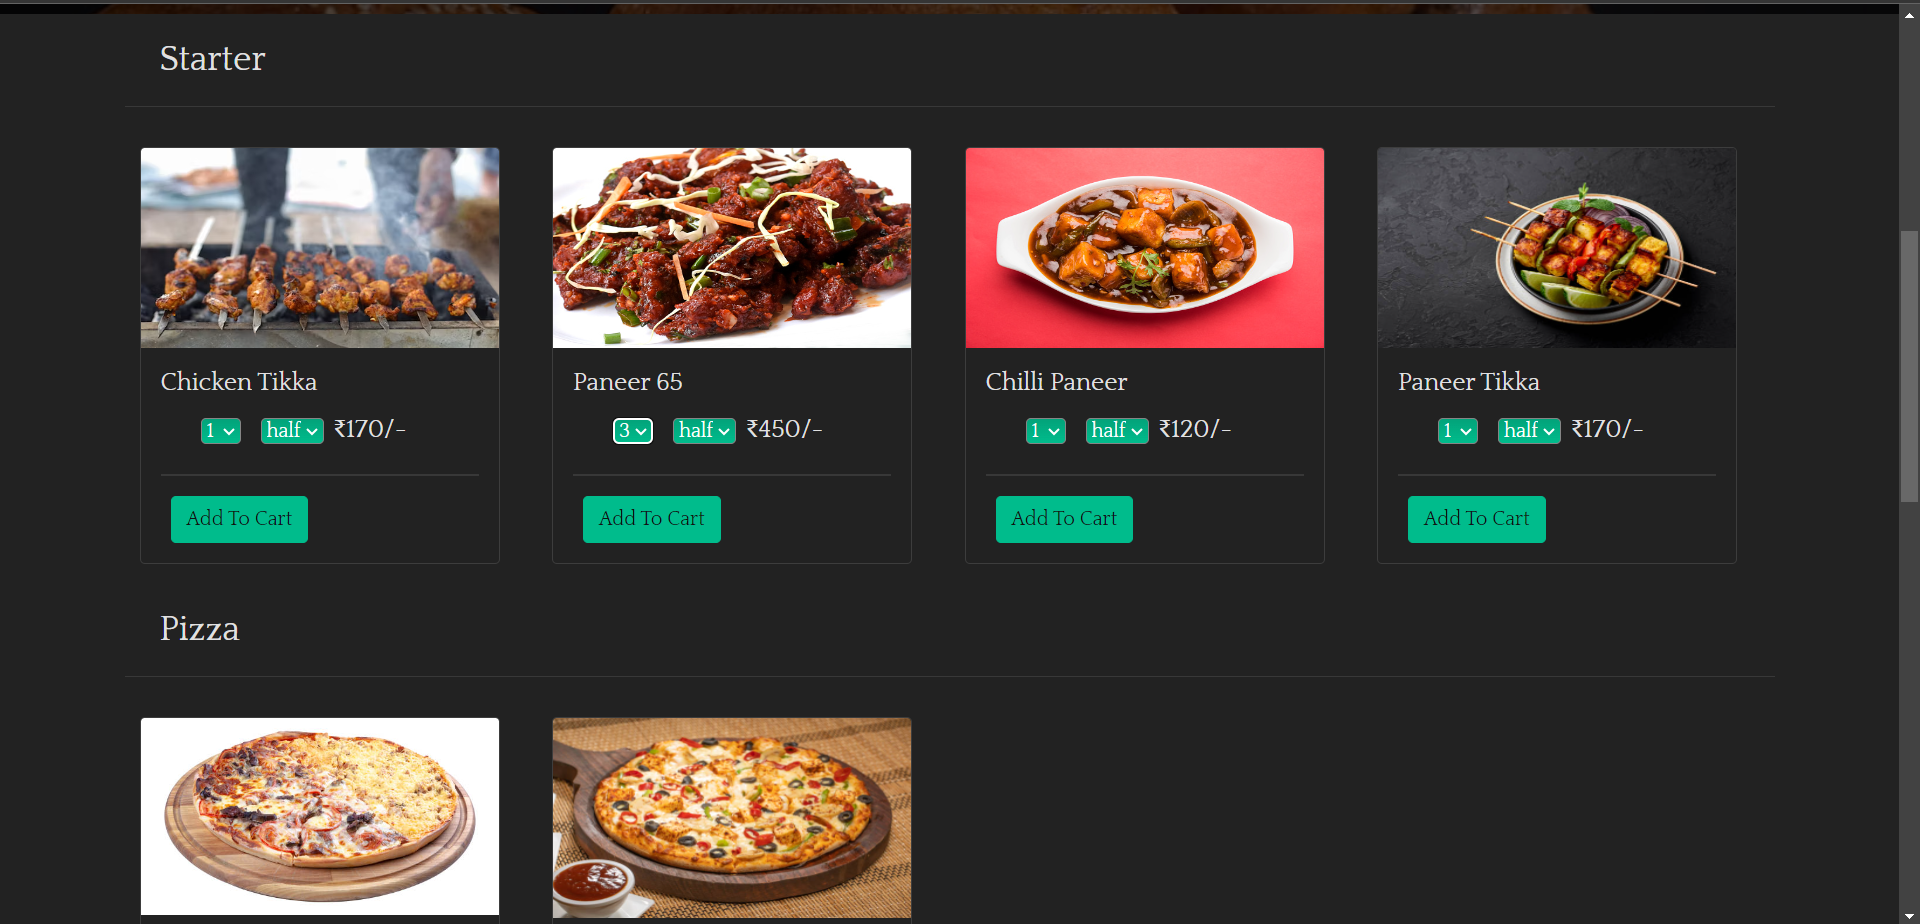 Starter
Chicken Tikka
1 half ₹170/-
Add To Cart
Paneer 65
3 half ₹450/-
Add To Cart
Chilli Paneer
1 half ₹120/-
Add To Cart
Paneer Tikka
1 half ₹170/-
Add To Cart
Pizza